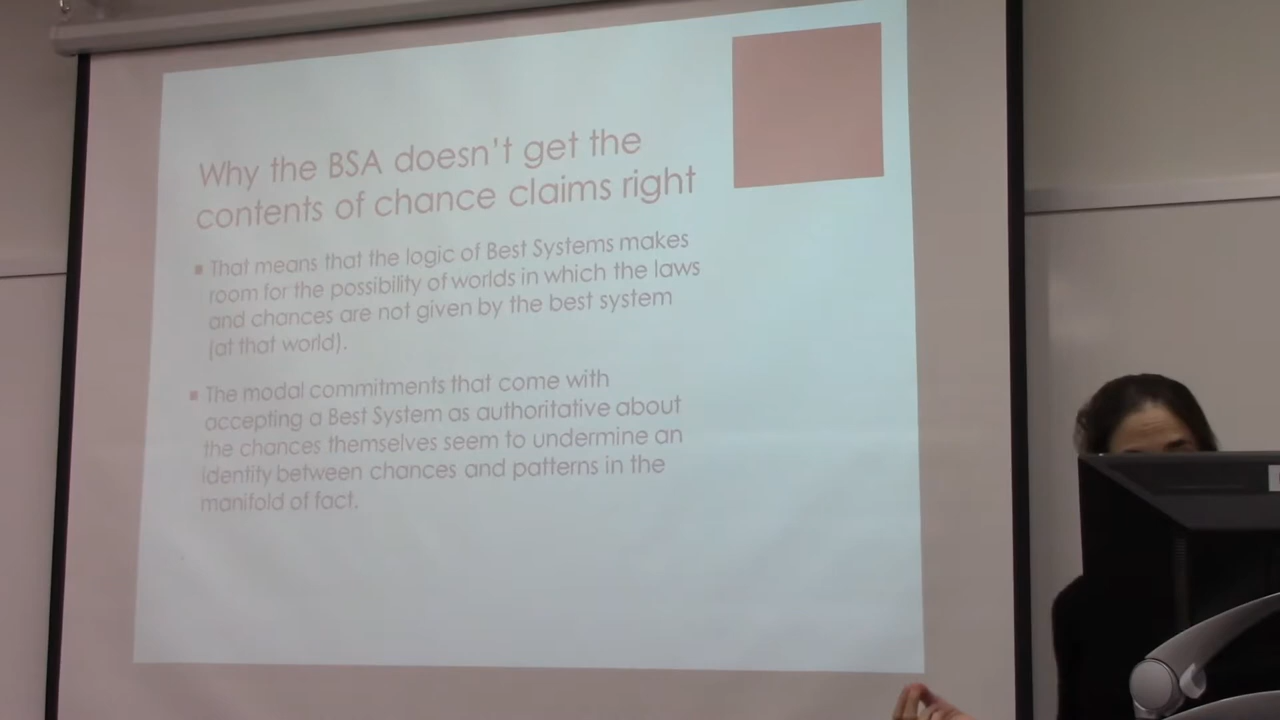 Why the BSA doesn't get the
contents of chance claims right
That means that the logic of Best Systems makes
room for the possibility of worlds in which the laws
and chances are not given by the best system
(at that world).
The modal commitments that come with
accepting a Best System as authoritative about
the chances themselves seem to undermine an
identity between chances and patterns in the
manifold of fact.